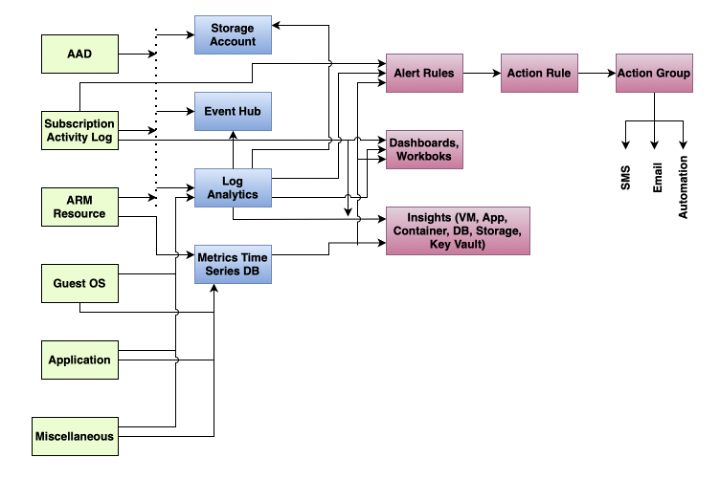 AAD
Subscription
Activity Log
ARM
Resource
Guest OS
Application
Miscellaneous
Storage
Account
Event Hub
Log
Analytics
Metrics Time
Series DB
Alert Rules
Action Rule
Action Group
Dashboards,
Workboks
Insights (VM, App,
Container, DB, Storage,
Key Vault)
SMS
Email
Automation